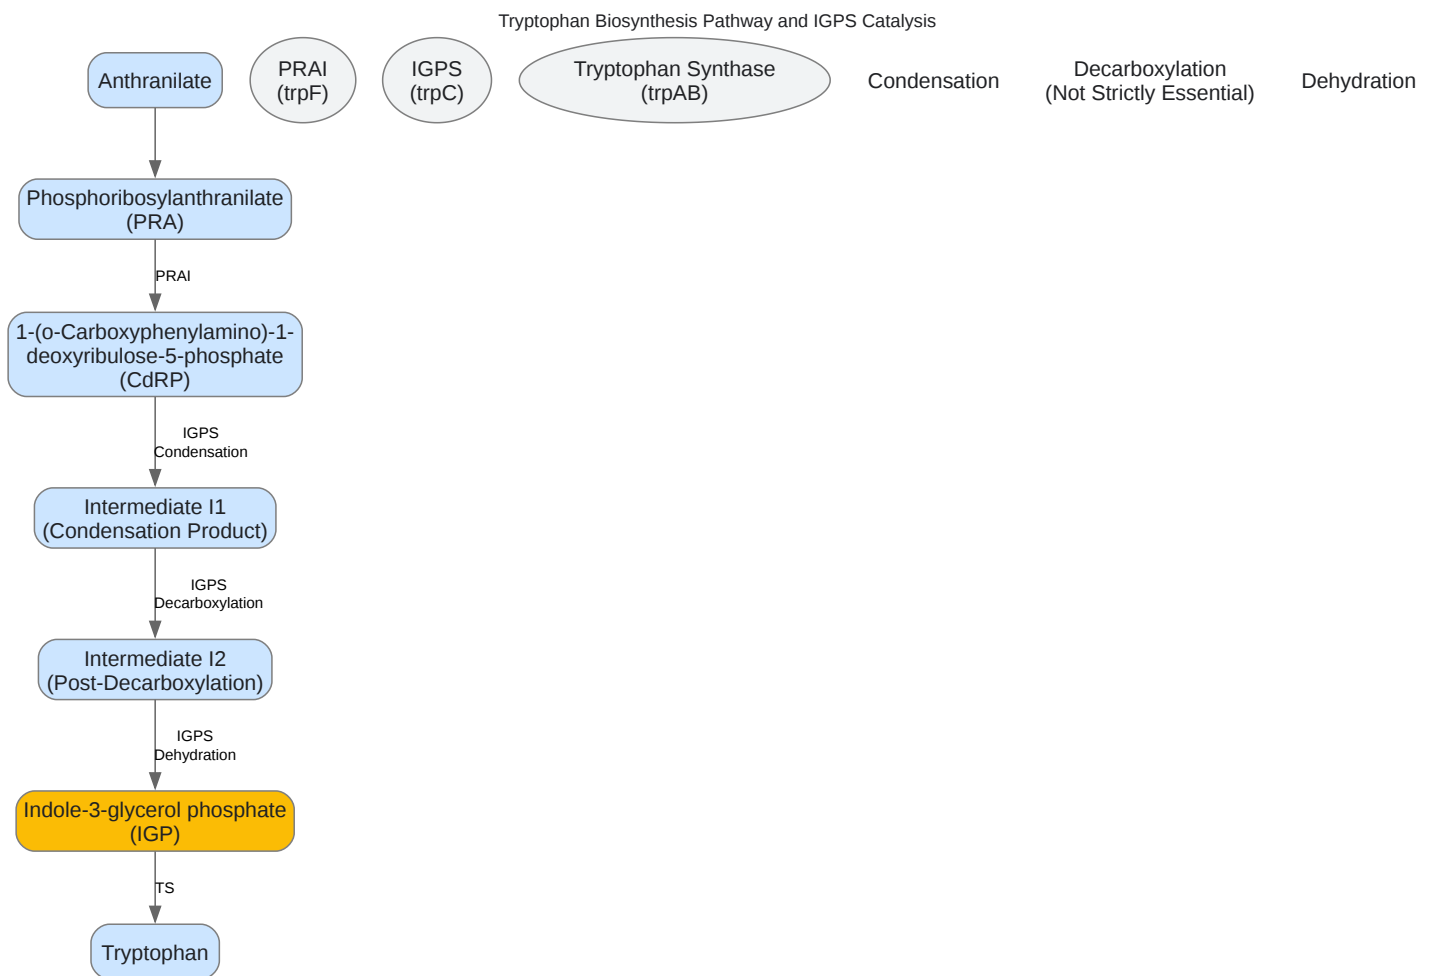 Tryptophan Biosynthesis Pathway and IGPS Catalysis
Anthranilate
PRAI
(trpF)
IGPS
(trpC)
Tryptophan Synthase
(trpAB)
Condensation
Decarboxylation
(Not Strictly Essential)
Dehydration
Phosphoribosylanthranilate
(PRA)
PRAI
1-(o-Carboxyphenylamino)-1-
deoxyribulose-5-phosphate
(CdRP)
IGPS
Condensation
Intermediate I1
(Condensation Product)
IGPS
Decarboxylation
Intermediate I2
(Post-Decarboxylation)
IGPS
Dehydration
Indole-3-glycerol phosphate
(IGP)
TS
Tryptophan